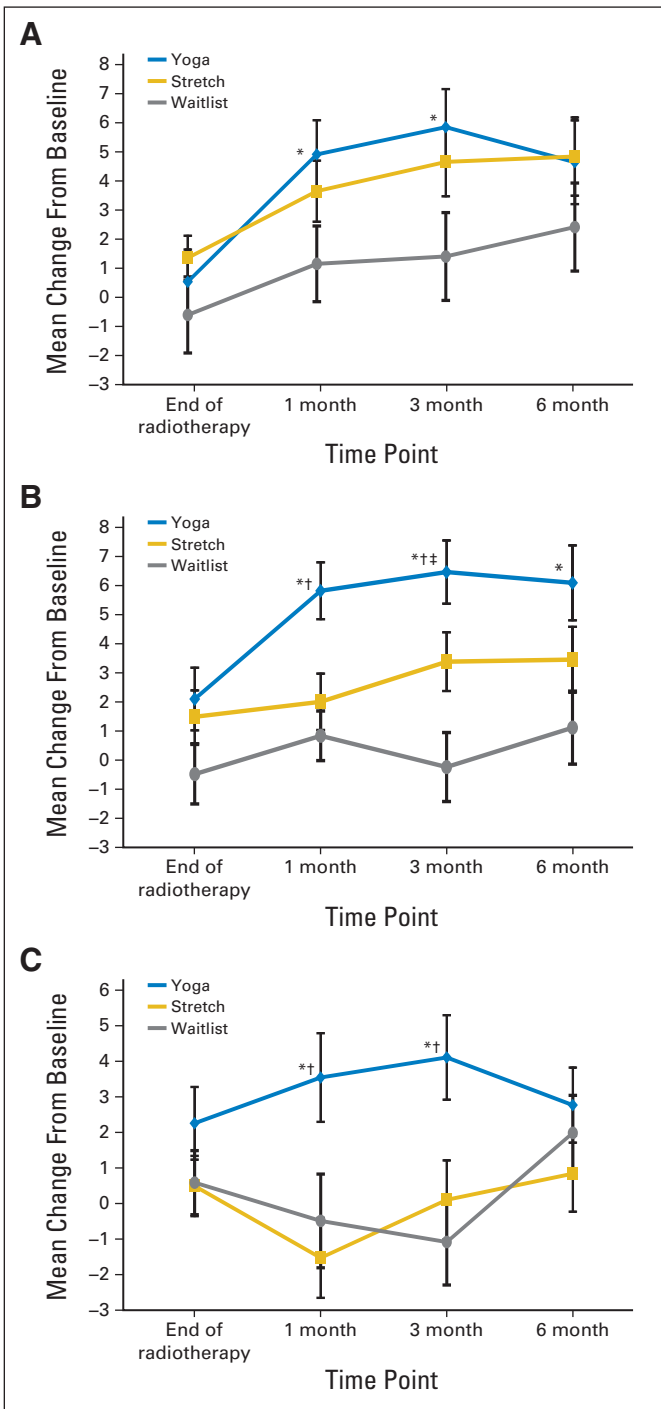 A
Yoga
Stretch
Waitlist
8
7
6
5
4
3
2
1
0
–1
–2
–3
Mean Change From Baseline
*
*
End of
radiotherapy
1 month
3 month
6 month
Time Point
B
Yoga
Stretch
Waitlist
8
7
6
5
4
3
2
1
0
–1
–2
–3
Mean Change From Baseline
*†
*†‡
*
End of
radiotherapy
1 month
3 month
6 month
Time Point
C
Yoga
Stretch
Waitlist
6
5
4
3
2
1
0
–1
–2
–3
Mean Change From Baseline
*†
*†
End of
radiotherapy
1 month
3 month
6 month
Time Point